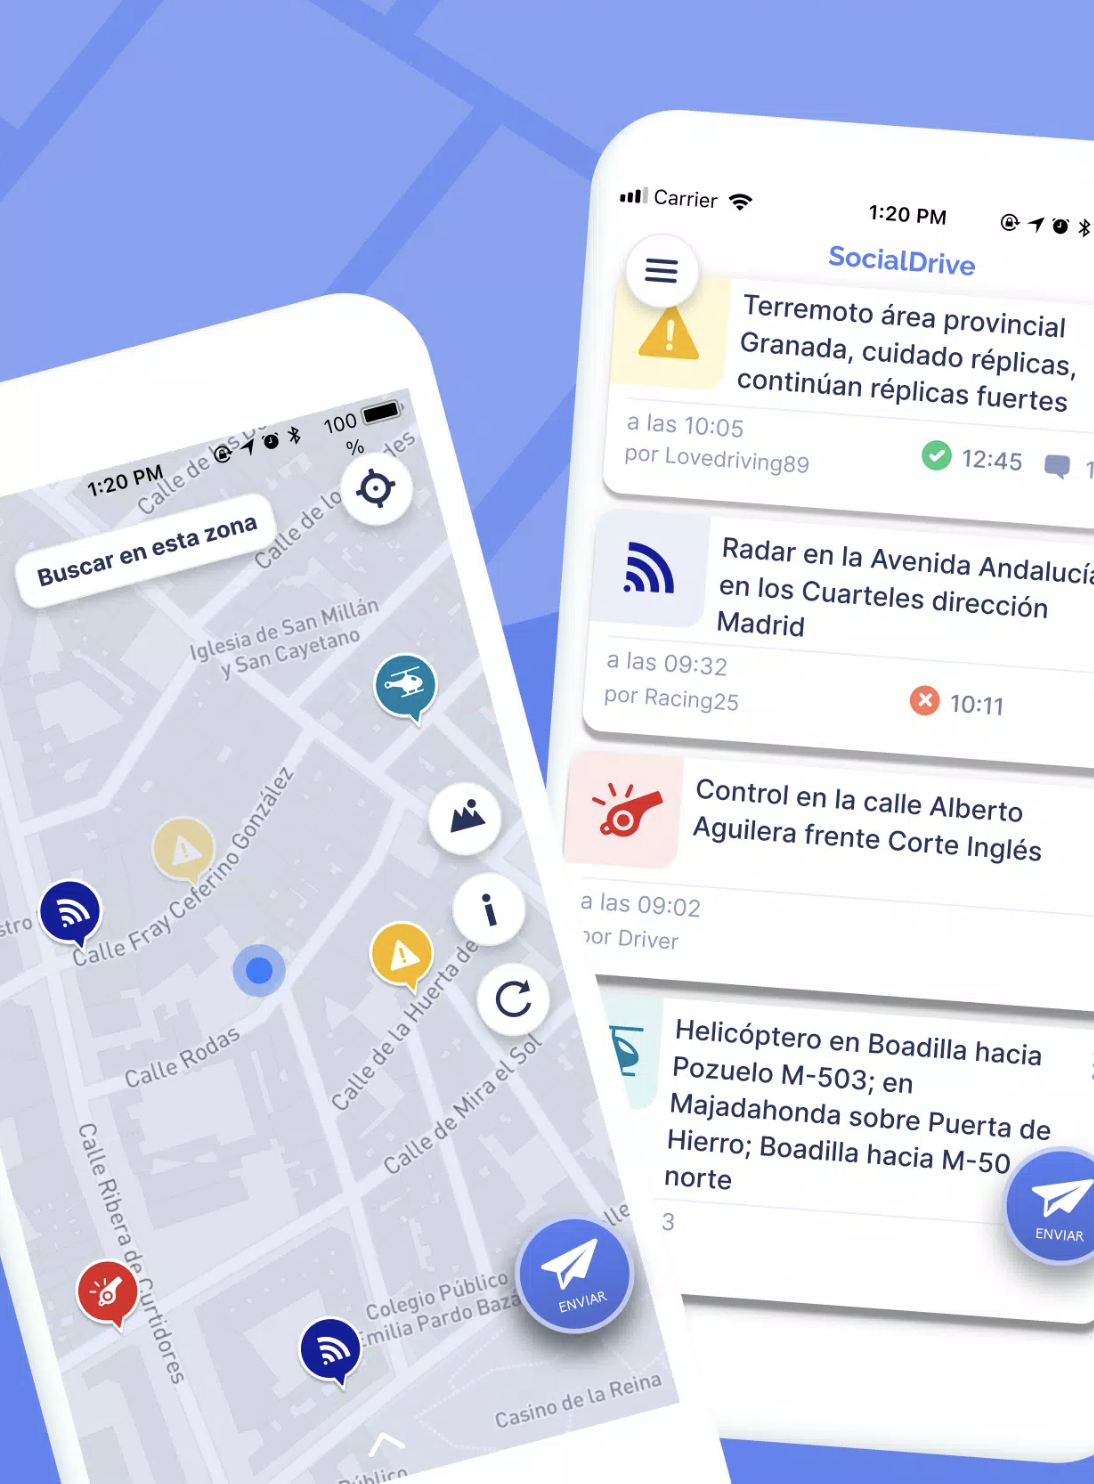 1:20 PM
100
%
Calle de los
Calle de lo
des
Buscar en esta zona
Iglesia de San Millán
y San Cayetano
Calle Fray Ceferino González
stro
Calle Rodas
Calle de la Huerta de
Calle de Mira el Sol
Calle Ribera de Curtidores
lle
Colegio Público
Emilia Pardo Bazá
ENVIAR
Casino de la Reina
Público
Carrier
1:20 PM
SocialDrive
Terremoto área provincial
Granada, cuidado réplicas,
continúan réplicas fuertes
a las 10:05
por Lovedriving89
12:45
1
Radar en la Avenida Andalucía
en los Cuarteles dirección
Madrid
a las 09:32
por Racing25
10:11
Control en la calle Alberto
Aguilera frente Corte Inglés
a las 09:02
por Driver
Helicóptero en Boadilla hacia
Pozuelo M-503; en
Majadahonda sobre Puerta de
Hierro; Boadilla hacia M-50
norte
3
ENVIAR